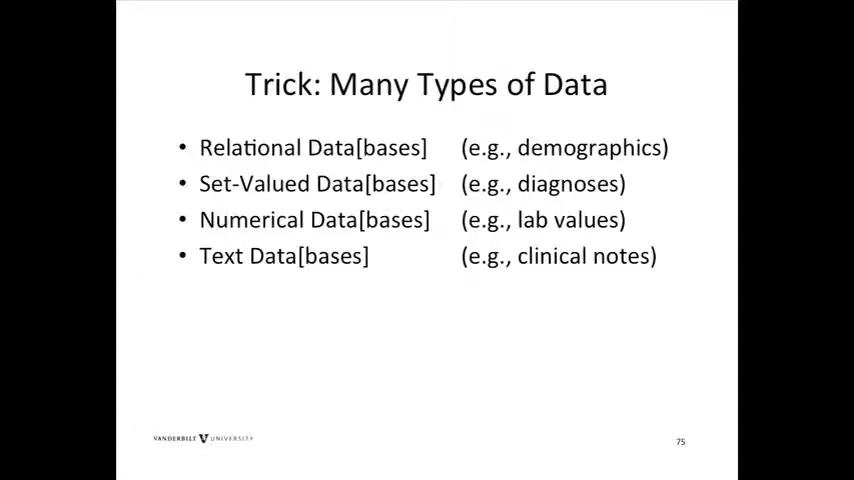 Trick: Many Types of Data
• Relational Data[bases] (e.g., demographics)
• Set-Valued Data[bases] (e.g., diagnoses)
• Numerical Data[bases] (e.g., lab values)
• Text Data[bases] (e.g., clinical notes)
VANDERBILT V UNIVERSITY
75